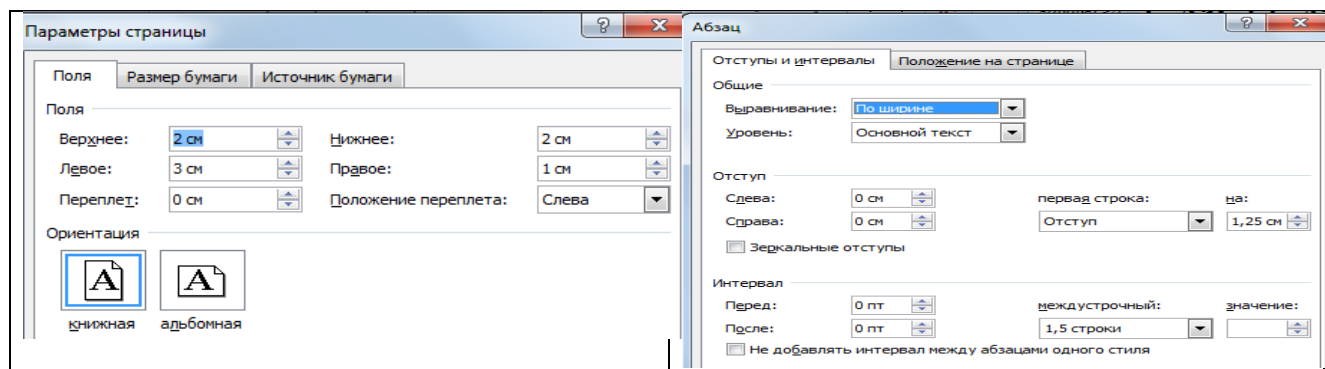 Параметры страницы
Поля Размер бумаги Источник бумаги
Поля
Верхнее: 2 см Нижнее: 2 см
Левое: 3 см Правое: 1 см
Переплет: 0 см Положение переплета: Слева
Ориентация
A A
книжная альбомная
Абзац
Отступы и интервалы Положение на странице
Общие
Выравнивание: По ширине
Уровень: Основной текст
Отступ
Слева: 0 см первая строка: на:
Справа: 0 см Отступ 1,25 см
Зеркальные отступы
Интервал
Перед: 0 пт междустрочный: значение:
После: 0 пт 1,5 строки
Не добавлять интервал между абзацами одного стиля